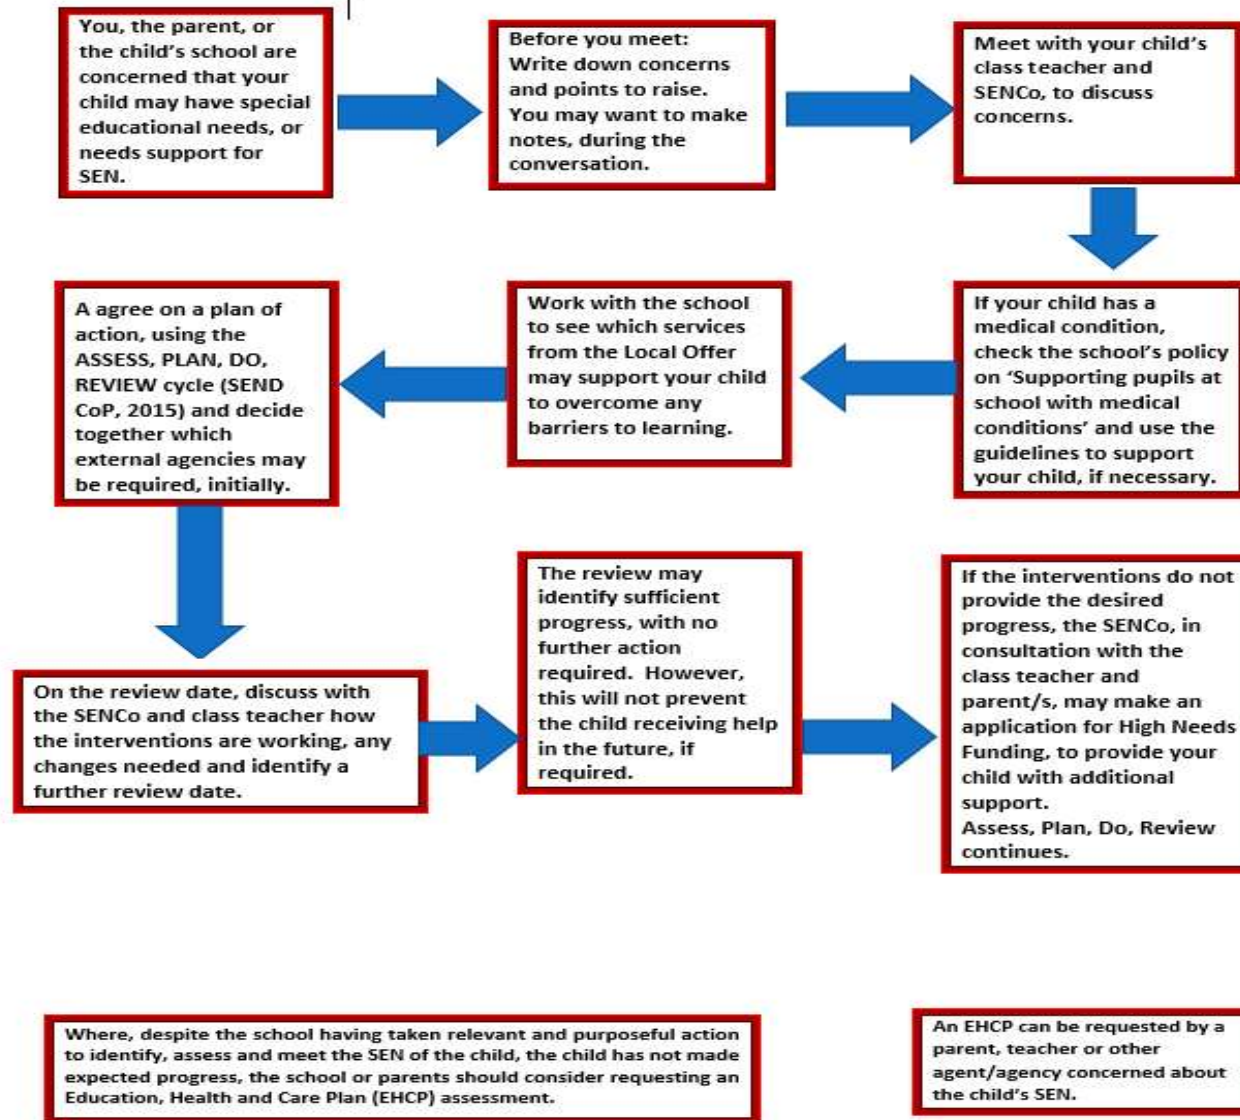 You, the parent, or
the child's school are
concerned that your
child may have special
educational needs, or
needs support for
SEN.
Before you meet:
Write down concerns
and points to raise.
You may want to make
notes, during the
conversation.
Meet with your child's
class teacher and
SENCo, to discuss
concerns.
If your child has a
medical condition,
check the school's policy
on 'Supporting pupils at
school with medical
conditions' and use the
guidelines to support
your child, if necessary.
Work with the school
to see which services
from the Local Offer
may support your child
to overcome any
barriers to learning.
A agree on a plan of
action, using the
ASSESS, PLAN, DO,
REVIEW cycle (SEND
CoP, 2015) and decide
together which
external agencies may
be required, initially.
On the review date, discuss with
the SENCo and class teacher how
the interventions are working, any
changes needed and identify a
further review date.
The review may
identify sufficient
progress, with no
further action
required.  However,
this will not prevent
the child receiving help
in the future, if
required.
If the interventions do not
provide the desired
progress, the SENCo, in
consultation with the
class teacher and
parent/s, may make an
application for High Needs
Funding, to provide your
child with additional
support.
Assess, Plan, Do, Review
continues.
Where, despite the school having taken relevant and purposeful action
to identify, assess and meet the SEN of the child, the child has not made
expected progress, the school or parents should consider requesting an
Education, Health and Care Plan (EHCP) assessment.
An EHCP can be requested by a
parent, teacher or other
agent/agency concerned about
the child's SEN.